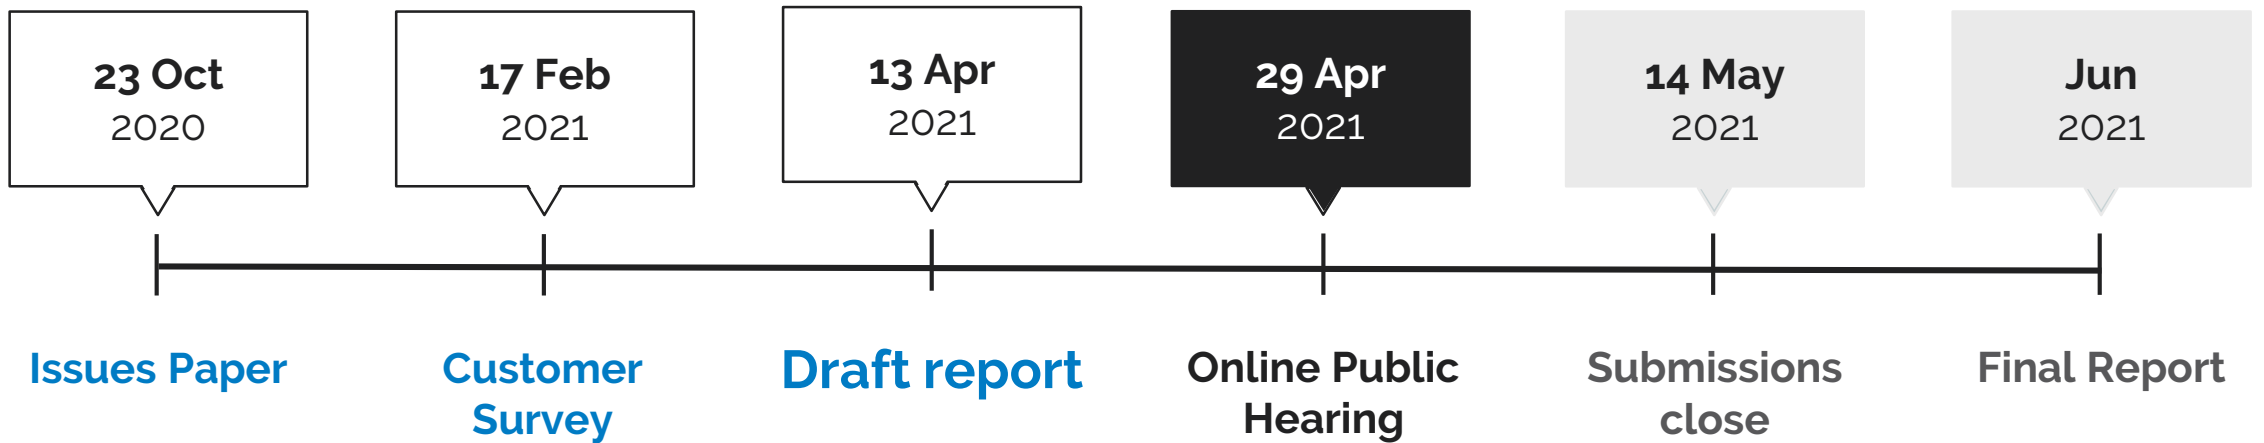 23 Oct
2020
17 Feb
2021
13 Apr
2021
29 Apr
2021
14 May
2021
Jun
2021
Issues Paper
Customer
Survey
Draft report
Online Public
Hearing
Submissions
close
Final Report